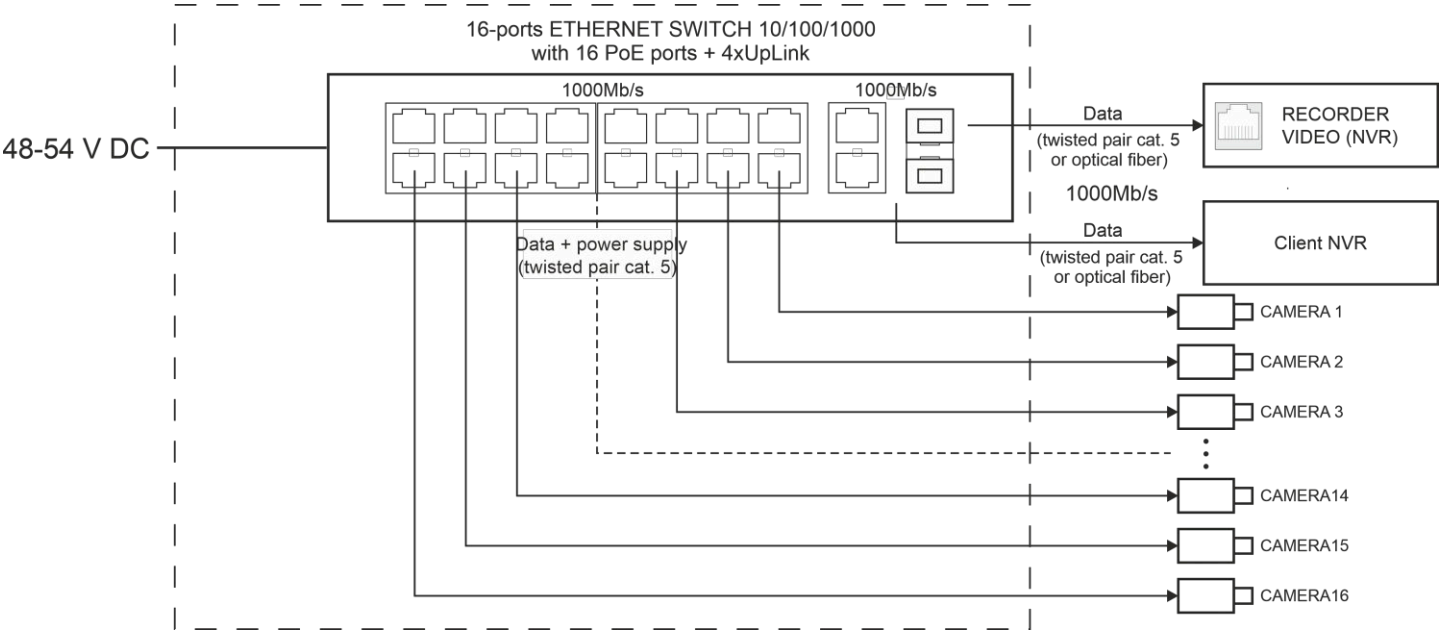 16-ports ETHERNET SWITCH 10/100/1000
with 16 PoE ports + 4xUpLink
1000Mb/s
1000Mb/s
48-54 V DC
Data
(twisted pair cat. 5
or optical fiber)
RECORDER
VIDEO (NVR)
1000Mb/s
Data
(twisted pair cat. 5
or optical fiber)
Client NVR
Data + power supply
(twisted pair cat. 5)
CAMERA 1
CAMERA 2
CAMERA 3
CAMERA14
CAMERA15
CAMERA16